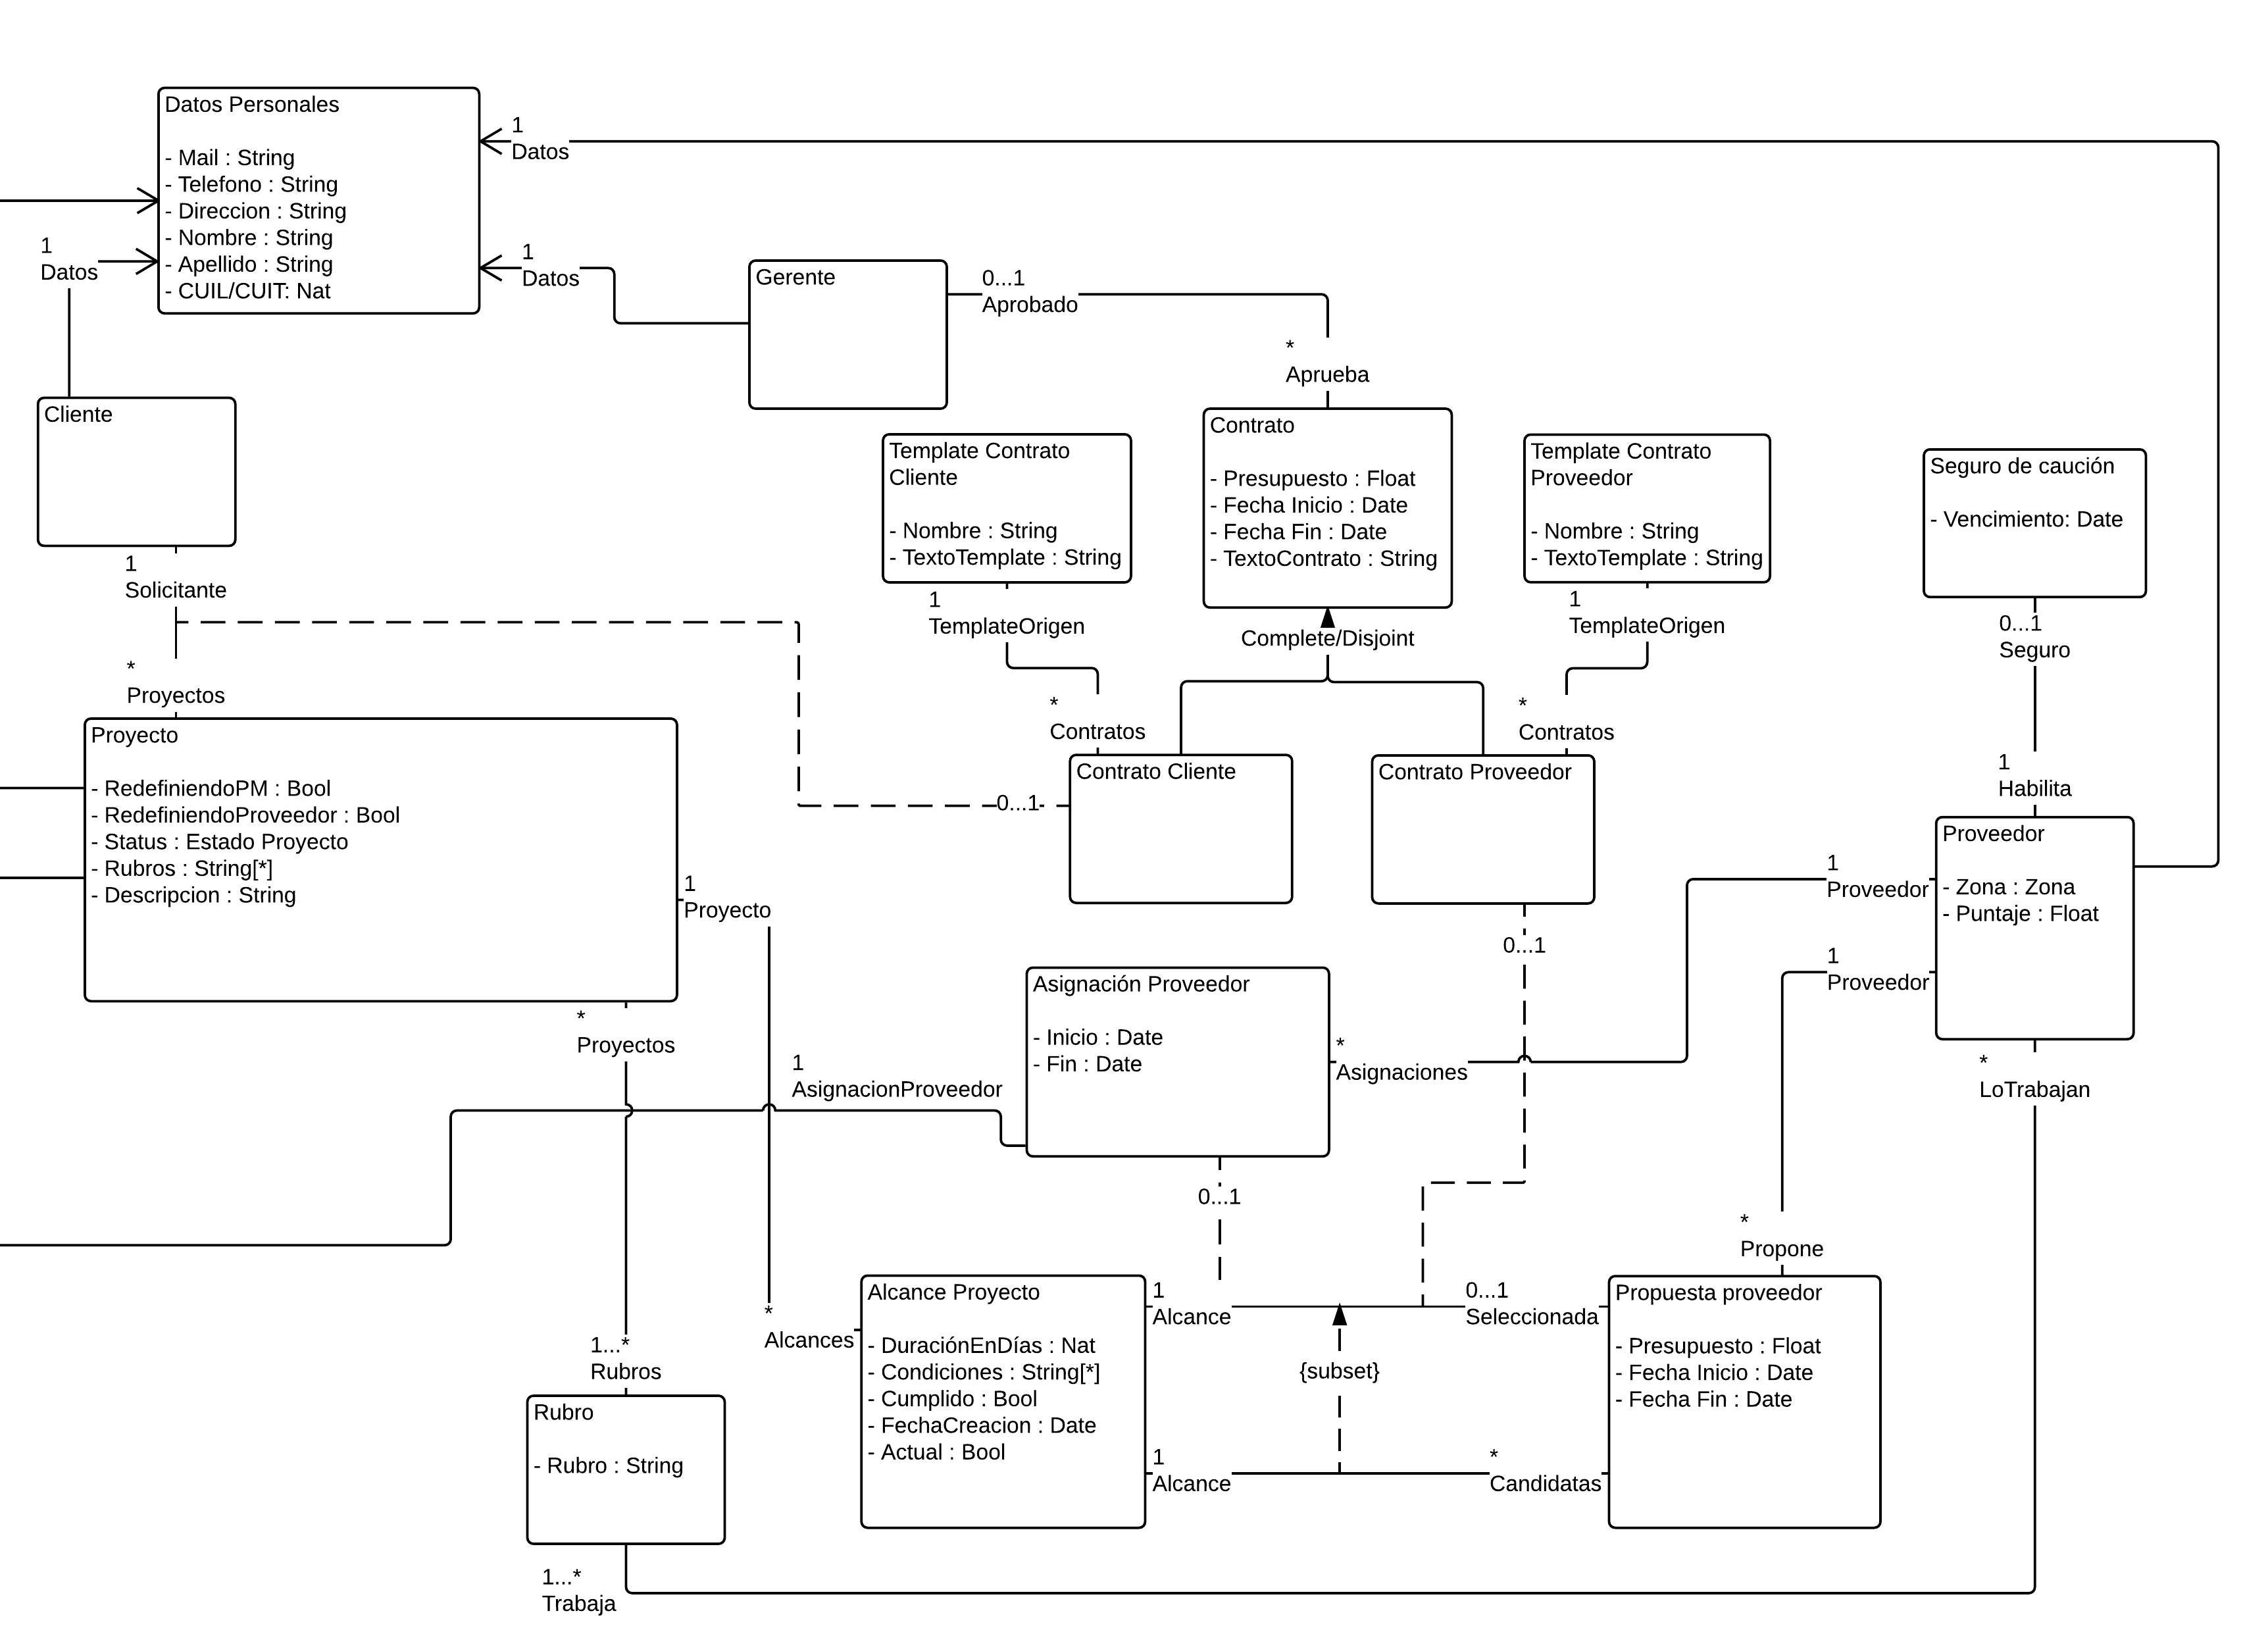 Datos Personales
- Mail : String
- Telefono : String
- Direccion : String
- Nombre : String
- Apellido : String
- CUIL/CUIT: Nat
1
Datos
1
Datos
1
Datos
Gerente
0...1
Aprobado
*
Aprueba
Cliente
1
Solicitante
*
Proyectos
Template Contrato
Cliente
- Nombre : String
- TextoTemplate : String
1
TemplateOrigen
*
Contratos
Contrato
- Presupuesto : Float
- Fecha Inicio : Date
- Fecha Fin : Date
- TextoContrato : String
Complete/Disjoint
Template Contrato
Proveedor
- Nombre : String
- TextoTemplate : String
1
TemplateOrigen
*
Contratos
Seguro de caución
- Vencimiento: Date
0...1
Seguro
1
Habilita
Proyecto
- RedefiniendoPM : Bool
- RedefiniendoProveedor : Bool
- Status : Estado Proyecto
- Rubros : String[*]
- Descripcion : String
1
Proyecto
Contrato Cliente
0...1
Contrato Proveedor
0...1
Proveedor
- Zona : Zona
- Puntaje : Float
1
Proveedor
1
Proveedor
*
LoTrabajan
*
Proyectos
1
AsignacionProveedor
Asignación Proveedor
- Inicio : Date
- Fin : Date
*
Asignaciones
0...1
*
Propone
1...*
Rubros
*
Alcances
Rubro
- Rubro : String
1...*
Trabaja
Alcance Proyecto
- DuraciónEnDías : Nat
- Condiciones : String[*]
- Cumplido : Bool
- FechaCreacion : Date
- Actual : Bool
1
Alcance
0...1
Seleccionada
{subset}
1
Alcance
*
Candidatas
Propuesta proveedor
- Presupuesto : Float
- Fecha Inicio : Date
- Fecha Fin : Date